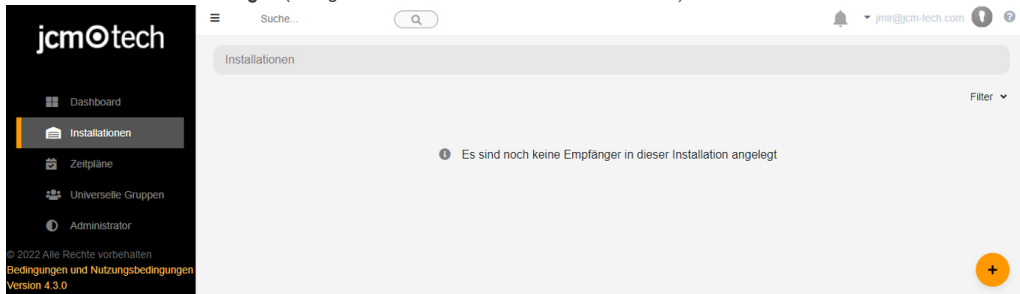 jcm tech
Suche...
jmir@jcm-tech.com
Installationen
Filter
Dashboard
Installationen
Zeitpläne
Universelle Gruppen
Administrator
Es sind noch keine Empfänger in dieser Installation angelegt
© 2022 Alle Rechte vorbehalten
Bedingungen und Nutzungsbedingungen
Version 4.3.0